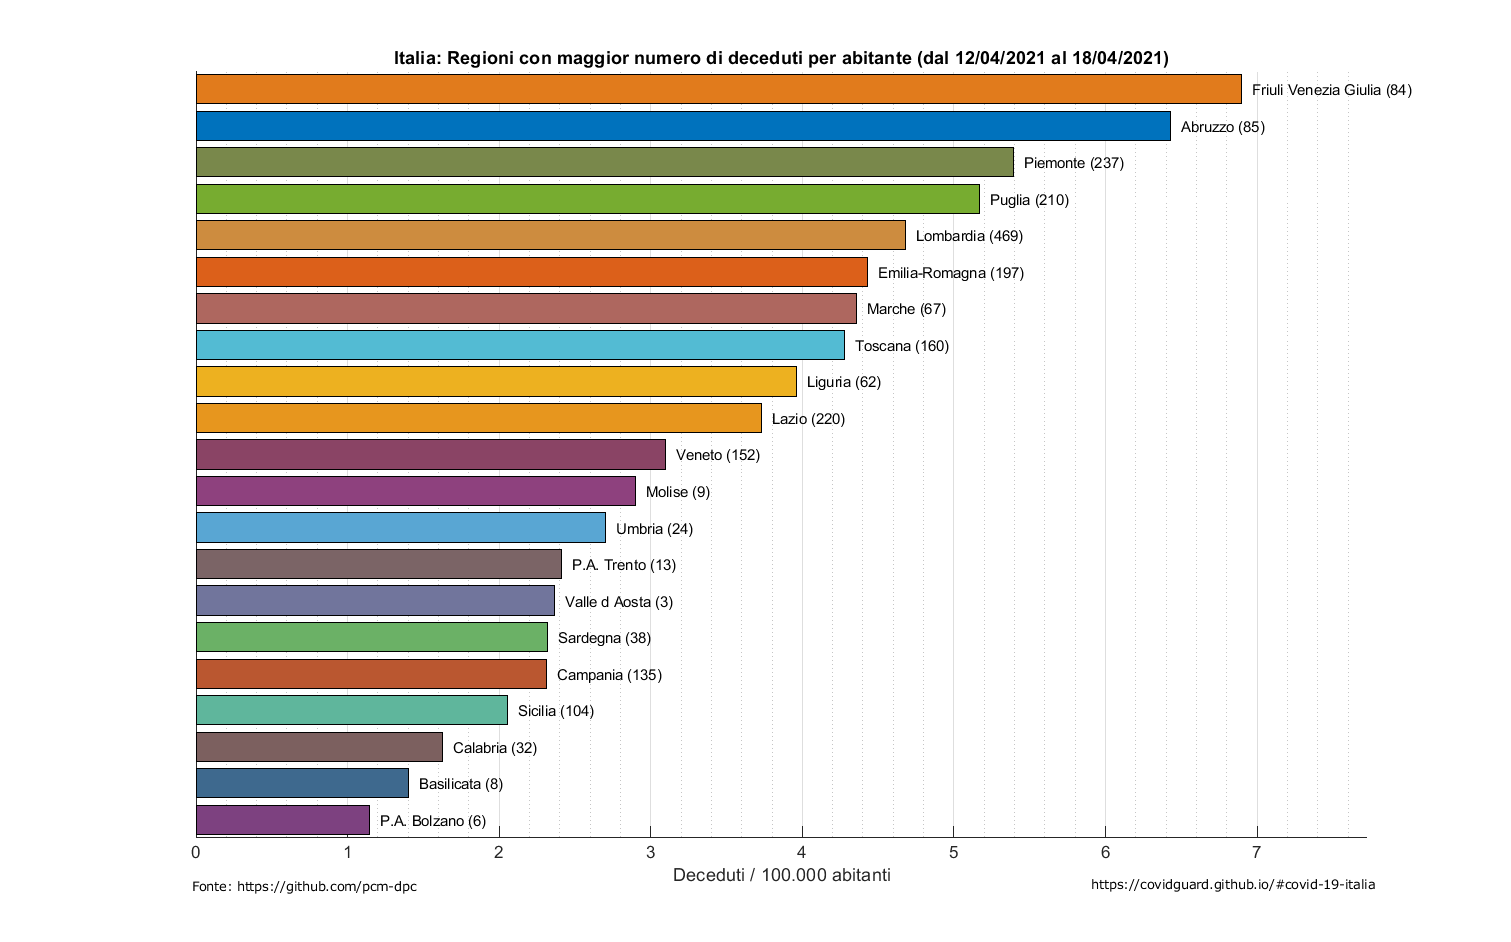 Italia: Regioni con maggior numero di deceduti per abitante (dal 12/04/2021 al 18/04/2021)
Friuli Venezia Giulia (84)
Abruzzo (85)
Piemonte (237)
Puglia (210)
Lombardia (469)
Emilia-Romagna (197)
Marche (67)
Toscana (160)
Liguria (62)
Lazio (220)
Veneto (152)
Molise (9)
Umbria (24)
P.A. Trento (13)
Valle d Aosta (3)
Sardegna (38)
Campania (135)
Sicilia (104)
Calabria (32)
Basilicata (8)
P.A. Bolzano (6)
0 1 2 3 4 5 6 7
Deceduti / 100.000 abitanti
Fonte: https://github.com/pcm-dpc
https://covidguard.github.io/#covid-19-italia